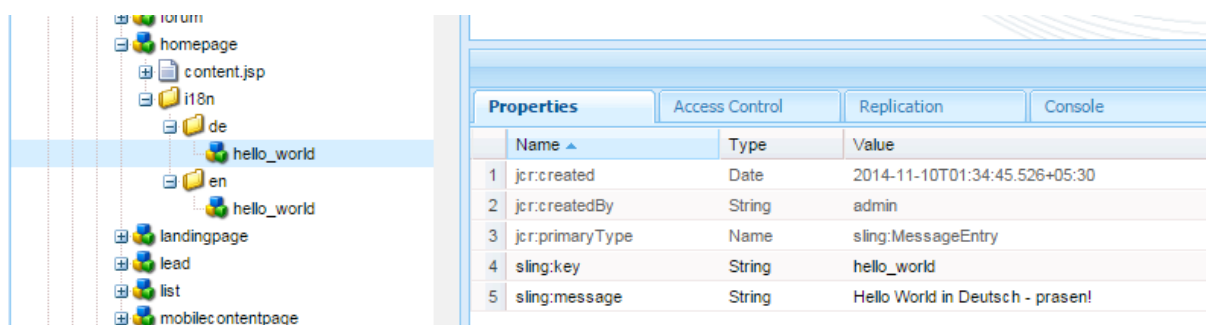 forum
homepage
content.jsp
i18n
de
hello_world
en
hello_world
landingpage
lead
list
mobilecontentpage
Properties Access Control Replication Console
Name Type Value
1 jcr:created Date 2014-11-10T01:34:45.526+05:30
2 jcr:createdBy String admin
3 jcr:primaryType Name sling:MessageEntry
4 sling:key String hello_world
5 sling:message String Hello World in Deutsch - prasen!